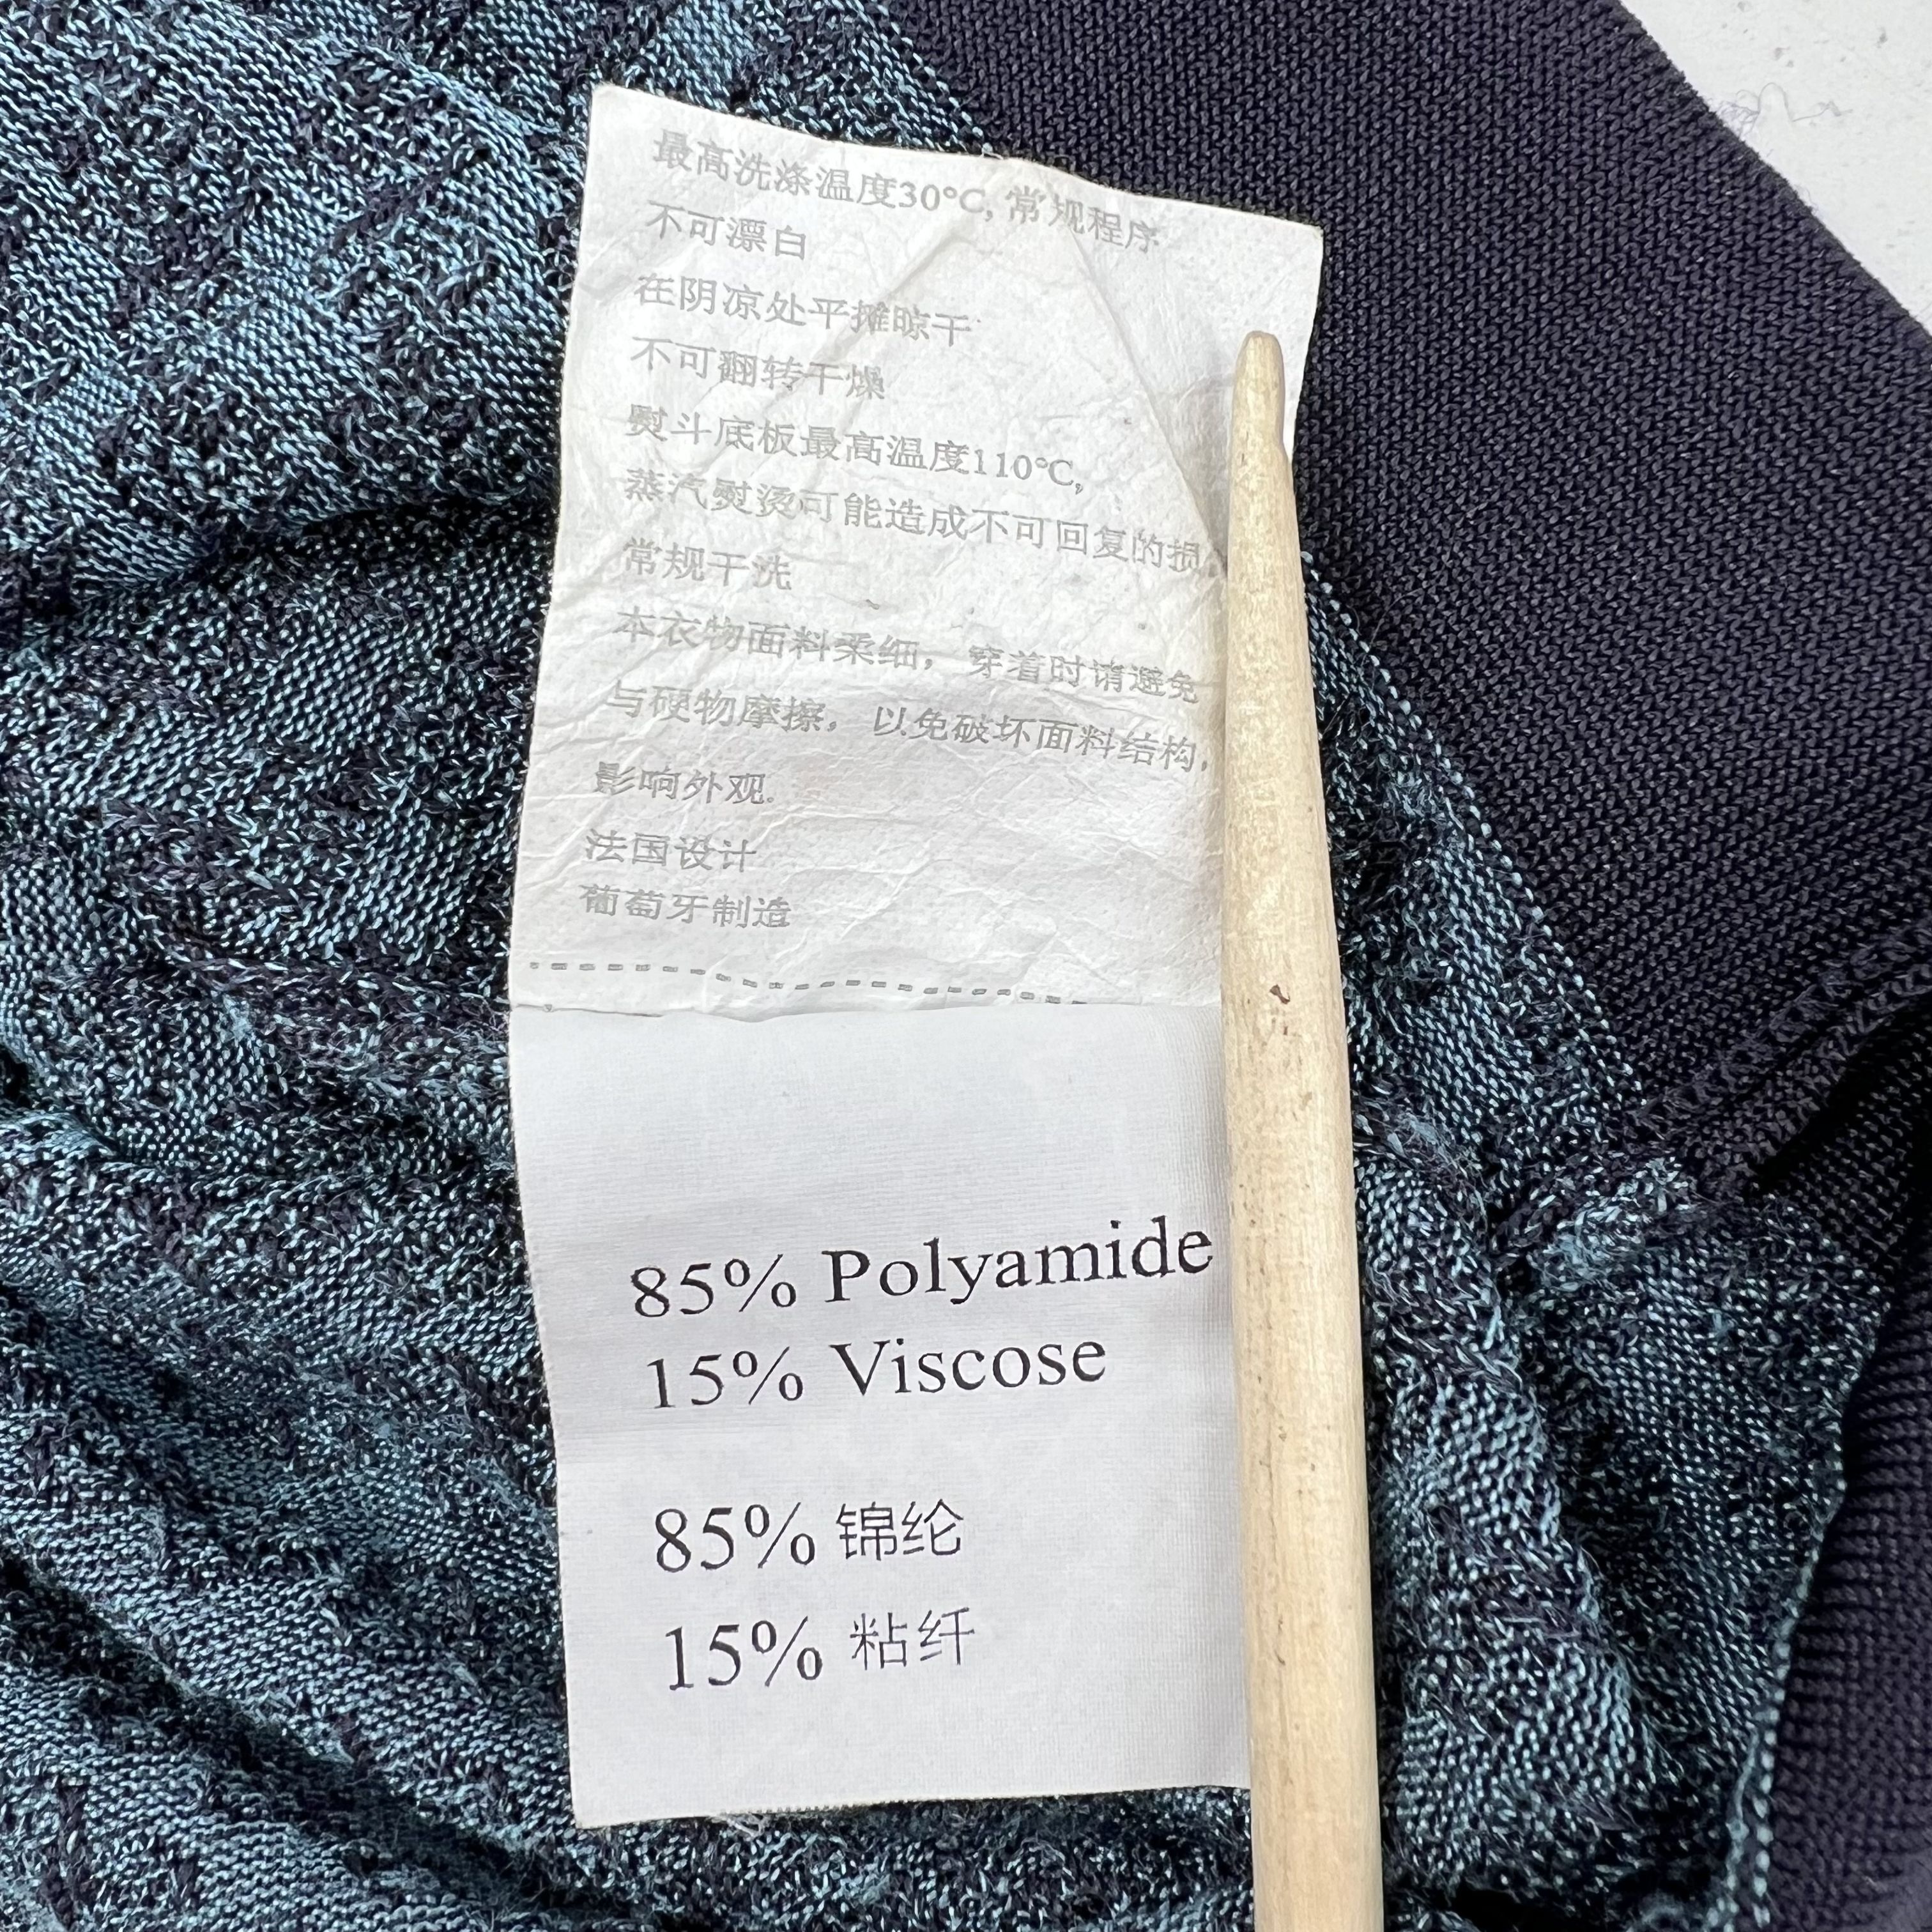 最高洗涤温度30°C, 常规程序
不可漂白
在阴凉处平摊晾干
不可翻转干燥
熨斗底板最高温度110°C,
蒸汽熨烫可能造成不可回复的损
常规干洗
本衣物面料柔细， 穿着时请避免
与硬物摩擦， 以免破坏面料结构，
影响外观。
法国设计
葡萄牙制造
85% Polyamide
15% Viscose
85% 锦纶
15% 粘纤